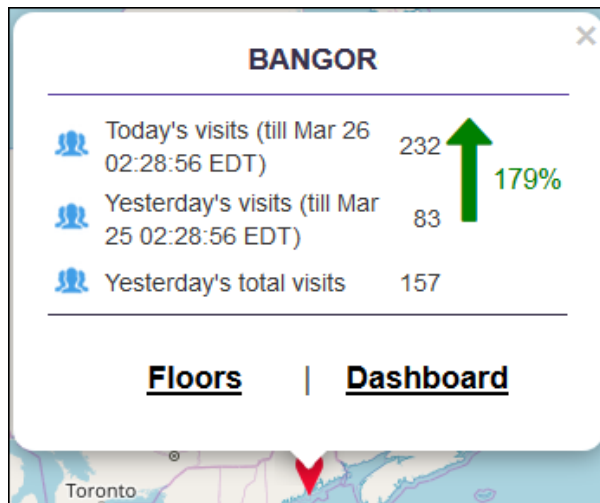 ×
BANGOR
Today's visits (till Mar 26
02:28:56 EDT)
232
179%
Yesterday's visits (till Mar
25 02:28:56 EDT)
83
Yesterday's total visits
157
Floors | Dashboard
Toronto